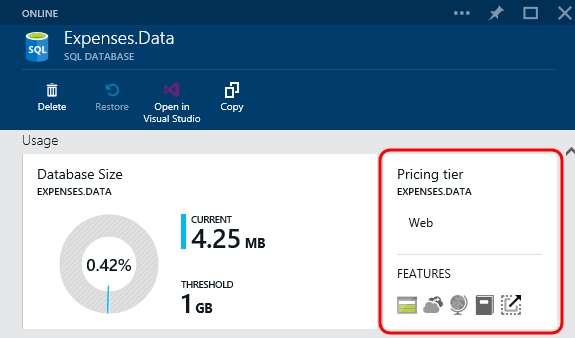 ONLINE
Expenses.Data
SQL
SQL DATABASE
Delete
Restore
Open in
Visual Studio
Copy
Usage
Database Size
EXPENSES.DATA
0.42%
CURRENT
4.25 MB
THRESHOLD
1 GB
Pricing tier
EXPENSES.DATA
Web
FEATURES